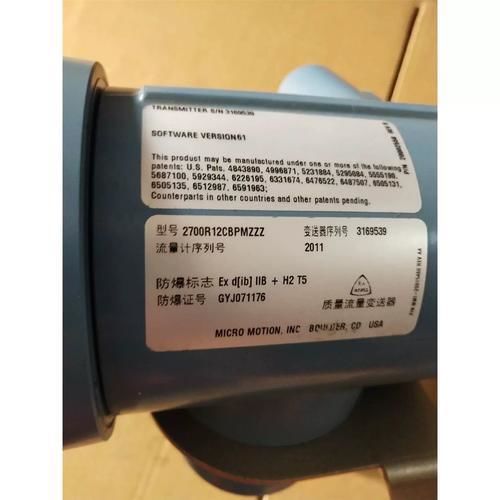 TRANSMITTER S/N 3169539
SOFTWARE VERSION61
This product may be manufactured under one or more of the following
patents: U.S. Pats. 4843890, 4996871, 5231884, 5295084, 5555190,
5687100, 5929344, 6226195, 6331674, 6476522, 6487507, 6505131,
6505135, 6512987, 6591963;
Counterparts in other countries and other patents pending.
型号 2700R12CBPMZZZ 变送器序列号 3169539
流量计序列号 2011
防爆标志 Ex d[ib] IIB + H2 T5
防爆证号 GYJ071176
质量流量变送器
MICRO MOTION, INC BOULDER, CO USA